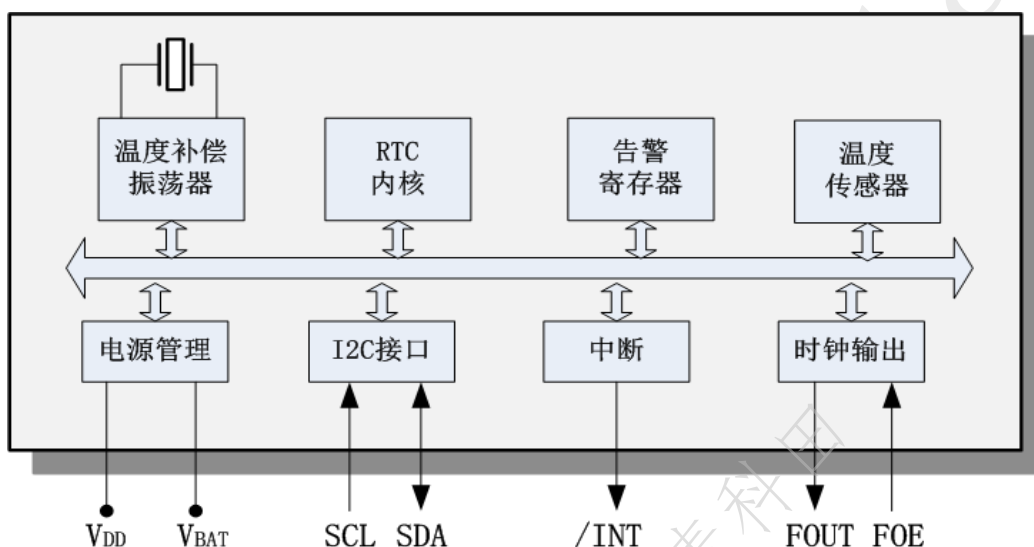 温度补偿
振荡器
RTC
内核
告警
寄存器
温度
传感器
电源管理
I2C接口
中断
时钟输出
VDD
VBAT
SCL
SDA
/INT
FOUT
FOE